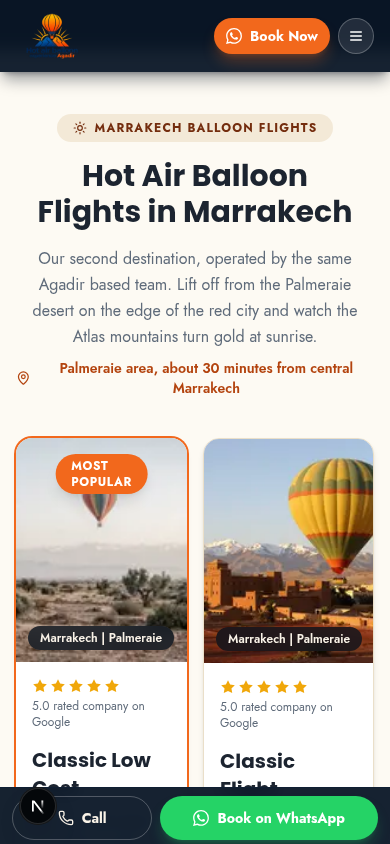 Agadir
Book Now
MARRAKECH BALLOON FLIGHTS
Hot Air Balloon
Flights in Marrakech
Our second destination, operated by the same
Agadir based team. Lift off from the Palmeraie
desert on the edge of the red city and watch the
Atlas mountains turn gold at sunrise.
Palmeraie area, about 30 minutes from central
Marrakech
MOST
POPULAR
Marrakech | Palmeraie
5.0 rated company on
Google
Classic Low
Cost
Marrakech | Palmeraie
5.0 rated company on
Google
Classic
Flight
N
Call
Book on WhatsApp